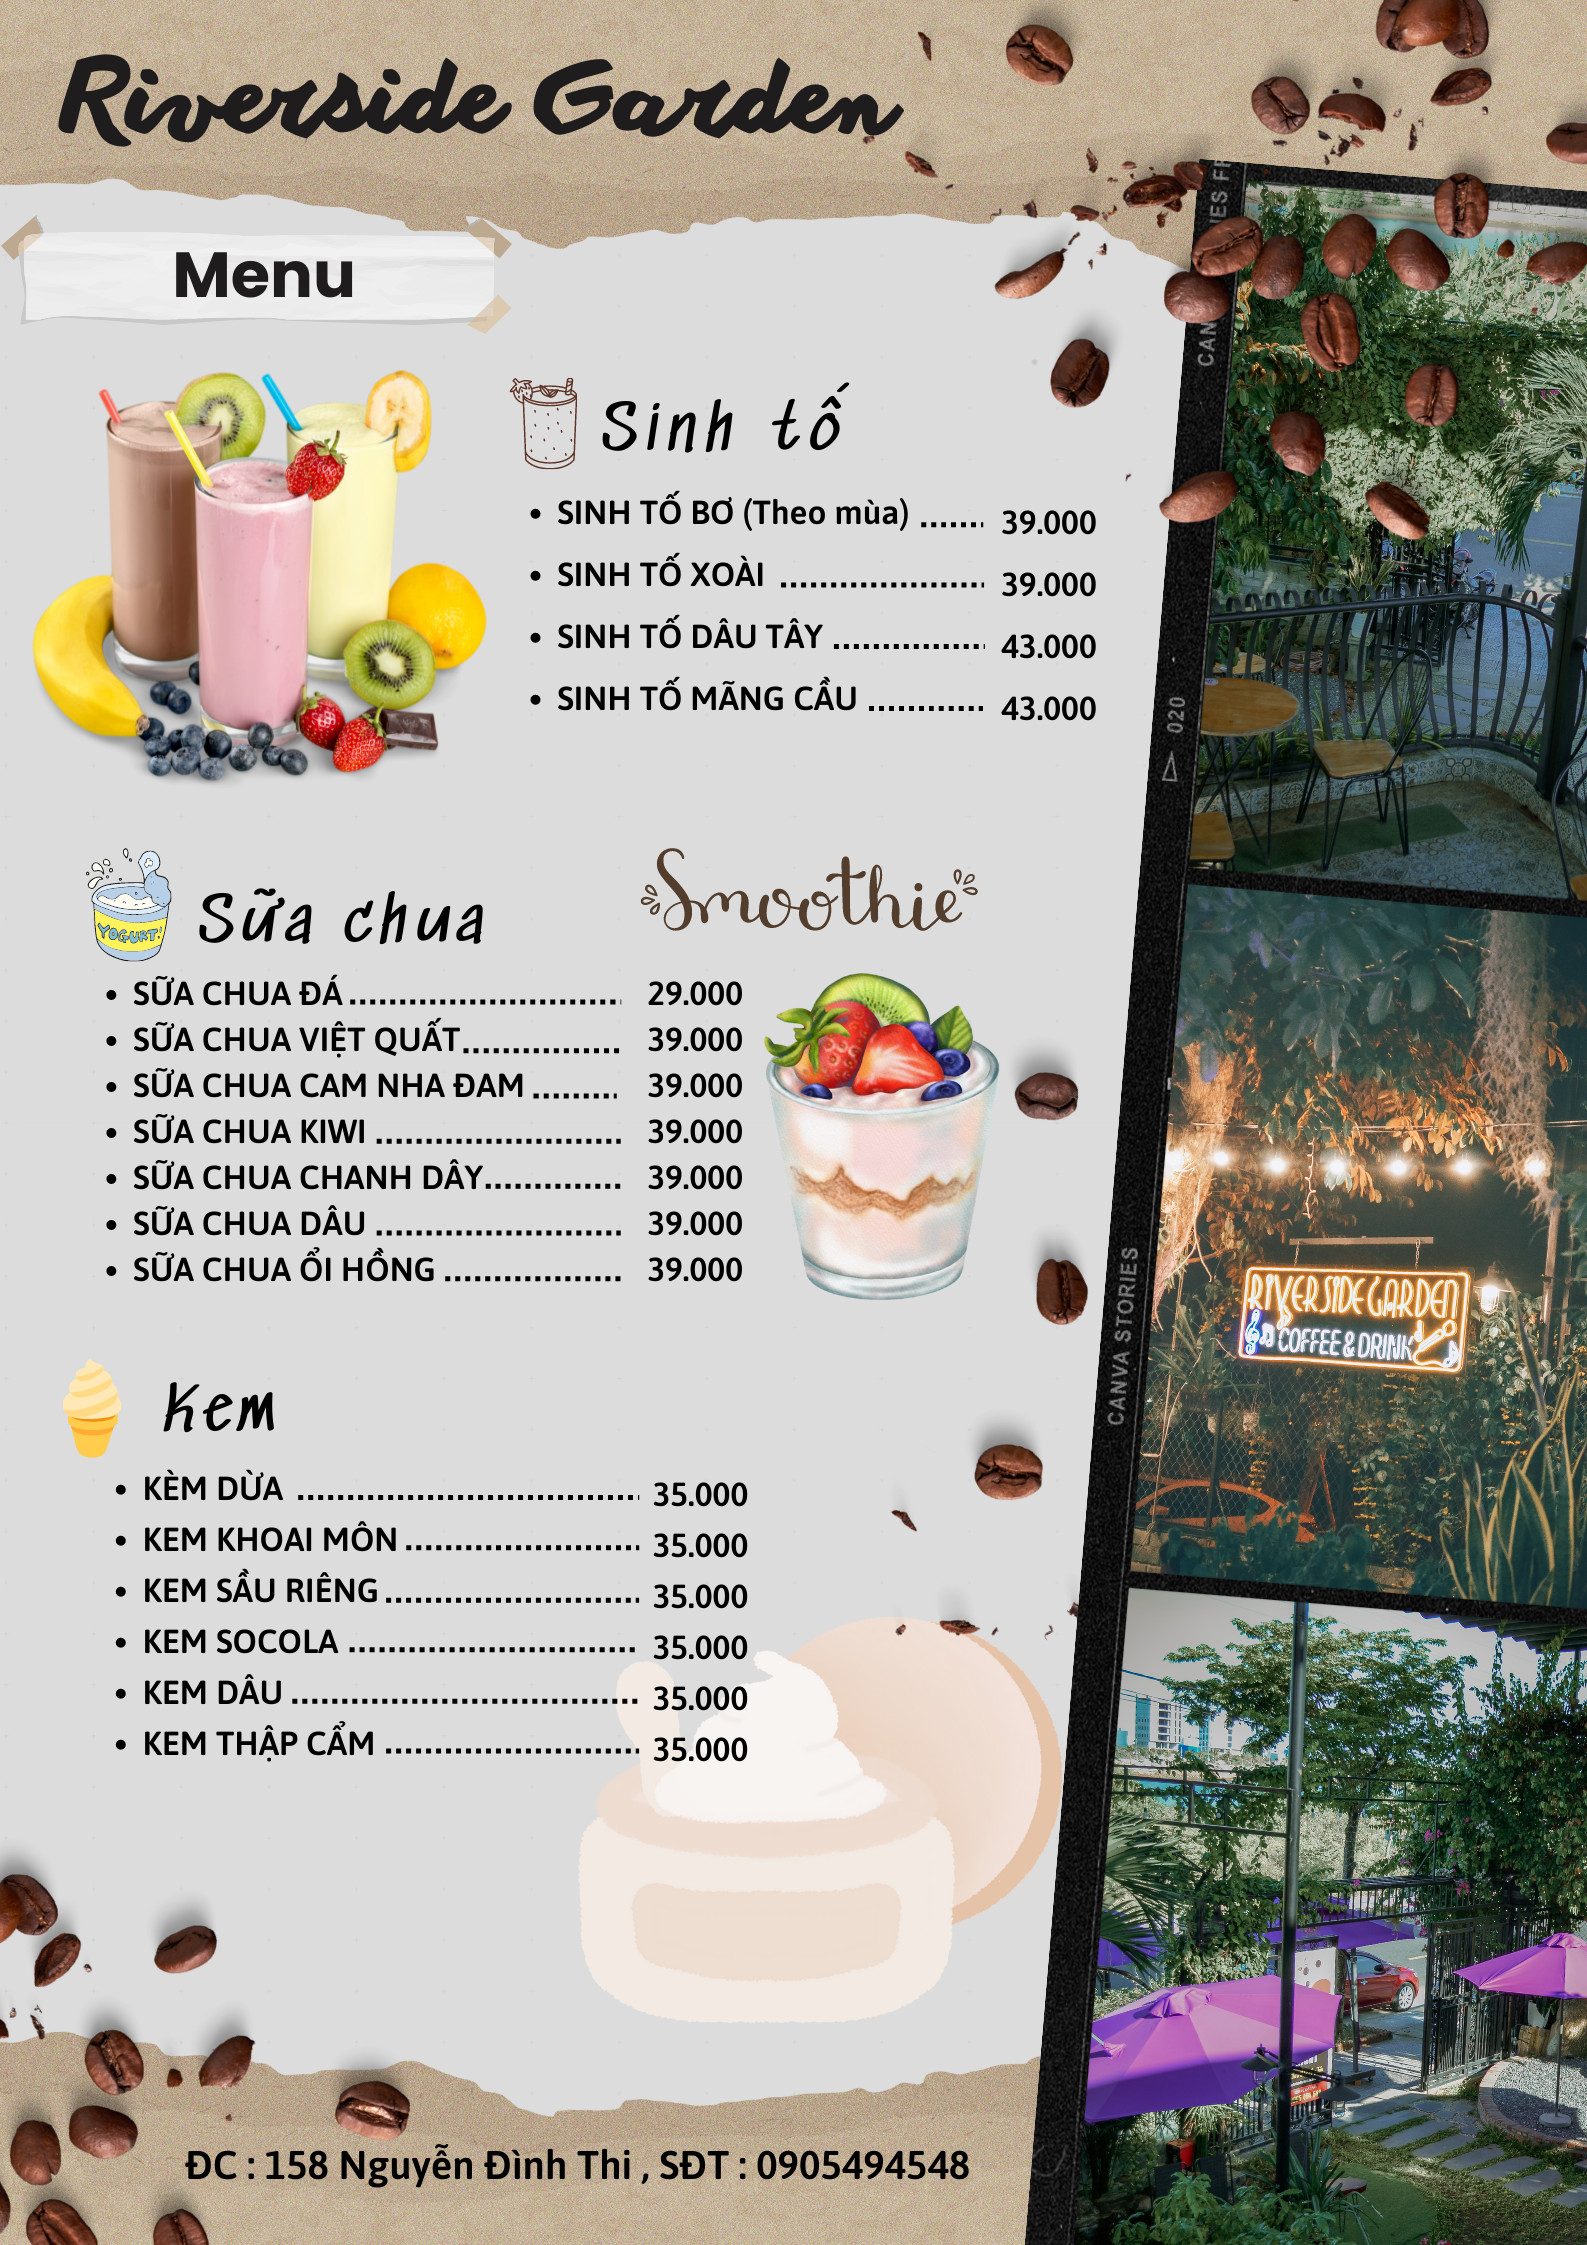 Riverside Garden
Menu
Sinh tố
• SINH TỐ BƠ (Theo mùa) ....... 39.000
• SINH TỐ XOÀI ..................... 39.000
• SINH TỐ DÂU TÂY ................ 43.000
• SINH TỐ MÃNG CẦU ............ 43.000
Sữa chua
YOGURT!
Smoothie
• SỮA CHUA ĐÁ ............................ 29.000
• SỮA CHUA VIỆT QUẤT................ 39.000
• SỮA CHUA CAM NHA ĐAM ......... 39.000
• SỮA CHUA KIWI ......................... 39.000
• SỮA CHUA CHANH DÂY.............. 39.000
• SỮA CHUA DÂU ......................... 39.000
• SỮA CHUA ỔI HỒNG .................. 39.000
Kem
• KÈM DỪA ................................... 35.000
• KEM KHOAI MÔN ........................ 35.000
• KEM SẦU RIÊNG .......................... 35.000
• KEM SOCOLA ............................. 35.000
• KEM DÂU ................................... 35.000
• KEM THẬP CẨM .......................... 35.000
ĐC : 158 Nguyễn Đình Thi , SĐT : 0905494548
020
CANVA STORIES
RIVERSIDE GARDEN
COFFEE & DRINK